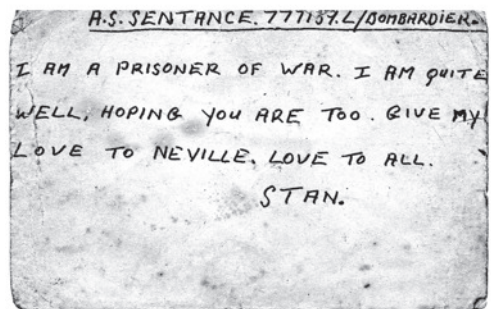 A.S. SENTANCE. 777139. L/BOMBARDIER.
I AM A PRISONER OF WAR. I AM QUITE
WELL, HOPING YOU ARE TOO. GIVE MY
LOVE TO NEVILLE. LOVE TO ALL.
STAN.